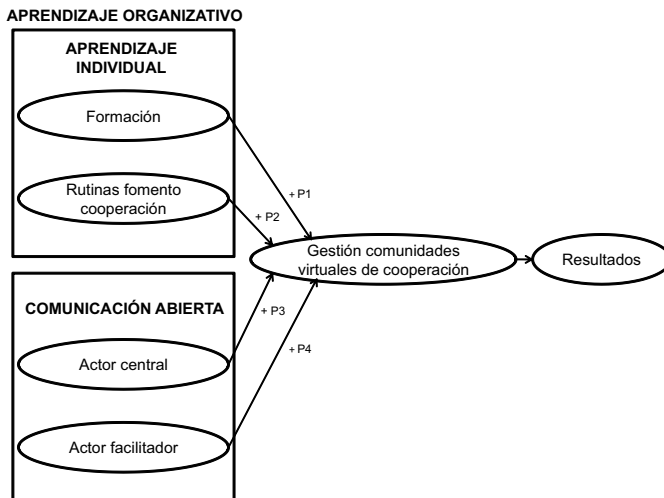 APRENDIZAJE ORGANIZATIVO
APRENDIZAJE
INDIVIDUAL
Formación
Rutinas fomento
cooperación
+ P1
+ P2
Gestión comunidades
virtuales de cooperación
Resultados
COMUNICACIÓN ABIERTA
+ P3
+ P4
Actor central
Actor facilitador